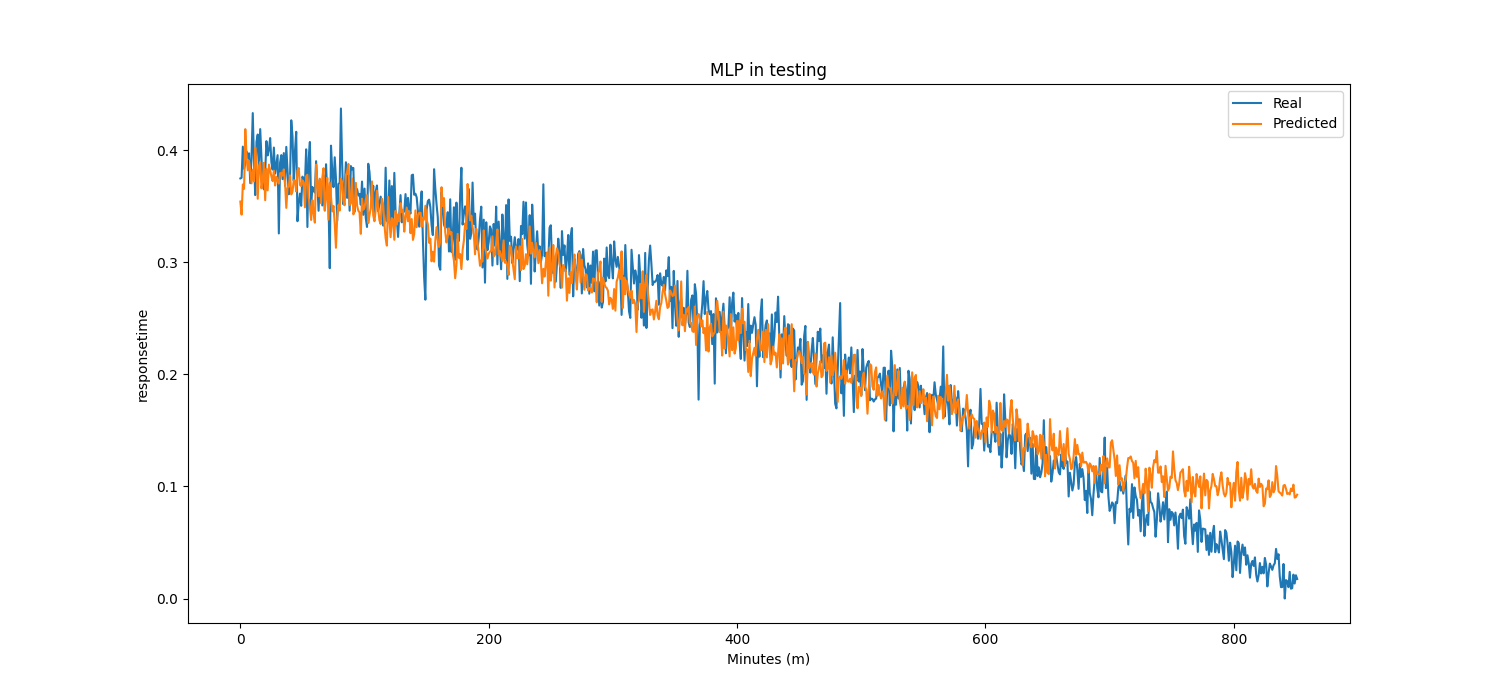 MLP in testing
Real
Predicted
0.4
0.3
0.2
0.1
0.0
responsetime
0 200 400 600 800
Minutes (m)